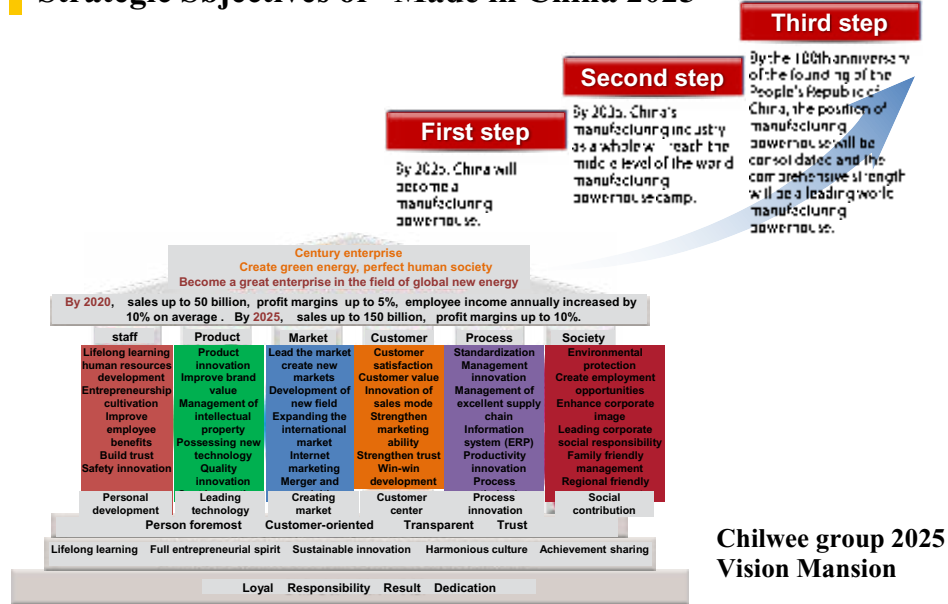 Strategic Objectives of "Made in China 2025"
Third step
By the 100th anniversary
of the founding of the
People's Republic of
China, the position of
manufacturing
powerhouse will be
consolidated and the
comprehensive strength
will be a leading world
manufacturing
powerhouse.
Second step
By 2035, China's
manufacturing industry
as a whole will reach the
middle level of the world
manufacturing
powerhouse camp.
First step
By 2025, China will
become a
manufacturing
powerhouse.
Century enterprise
Create green energy, perfect human society
Become a great enterprise in the field of global new energy
By 2020, sales up to 50 billion, profit margins up to 5%, employee income annually increased by
10% on average . By 2025, sales up to 150 billion, profit margins up to 10%.
staff
Lifelong learning
human resources
development
Entrepreneurship
cultivation
Improve
employee
benefits
Build trust
Safety innovation
Personal
development
Product
Product
innovation
Improve brand
value
Management of
intellectual
property
Possessing new
technology
Quality
innovation
Leading
technology
Market
Lead the market
create new
markets
Development of
new field
Expanding the
international
market
Internet
marketing
Merger and
Creating
market
Customer
Customer
satisfaction
Customer value
Innovation of
sales mode
Strengthen
marketing
ability
Strengthen trust
Win-win
development
Customer
center
Process
Standardization
Management
innovation
Management of
excellent supply
chain
Information
system (ERP)
Productivity
innovation
Process
Process
innovation
Society
Environmental
protection
Create employment
opportunities
Enhance corporate
image
Leading corporate
social responsibility
Family friendly
management
Regional friendly
Social
contribution
Person foremost Customer-oriented Transparent Trust
Lifelong learning Full entrepreneurial spirit Sustainable innovation Harmonious culture Achievement sharing
Loyal Responsibility Result Dedication
Chilwee group 2025
Vision Mansion